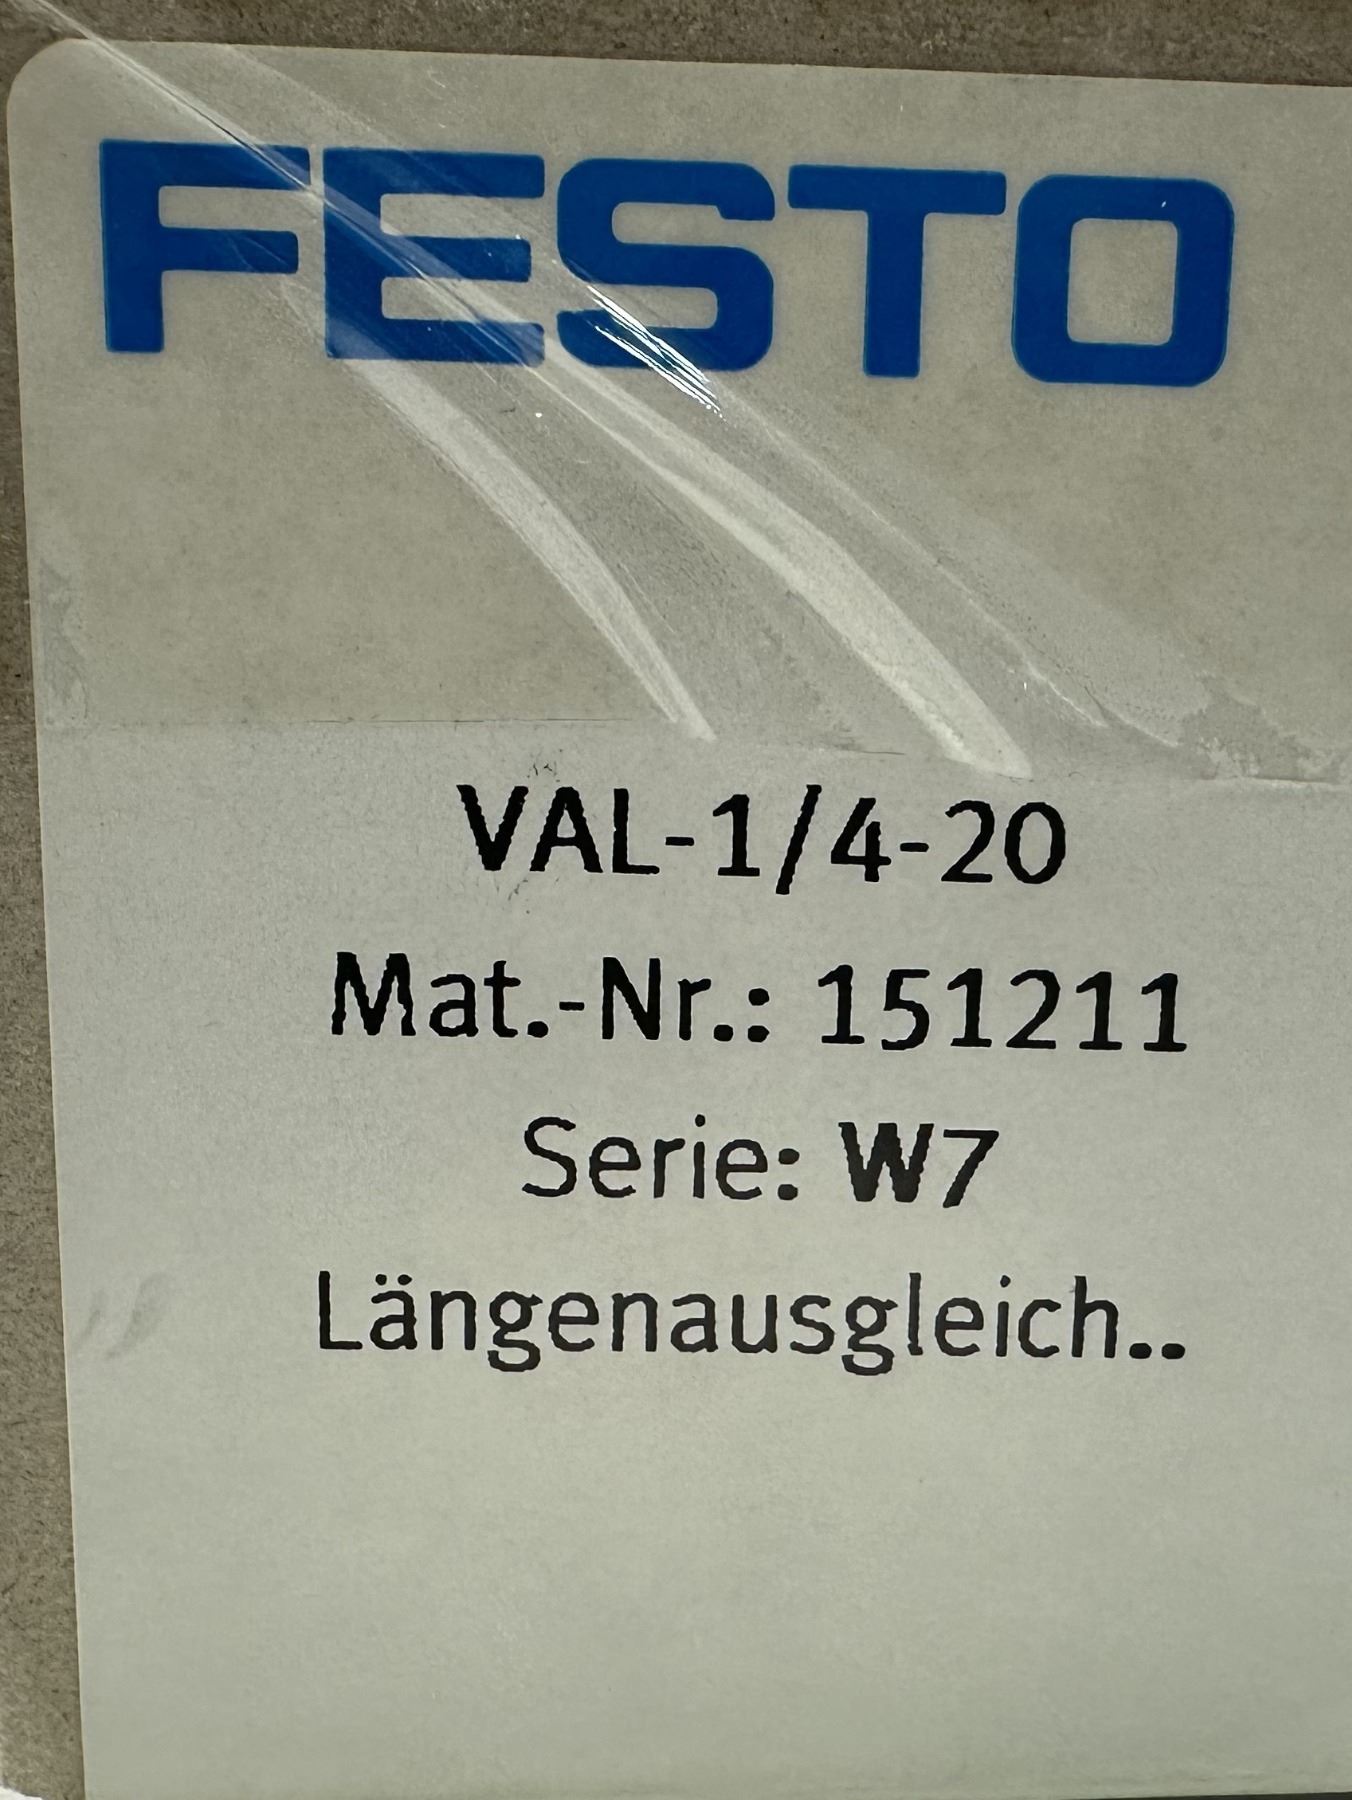 FESTO
VAL-1/4-20
Mat.-Nr.: 151211
Serie: W7
Längenausgleich..